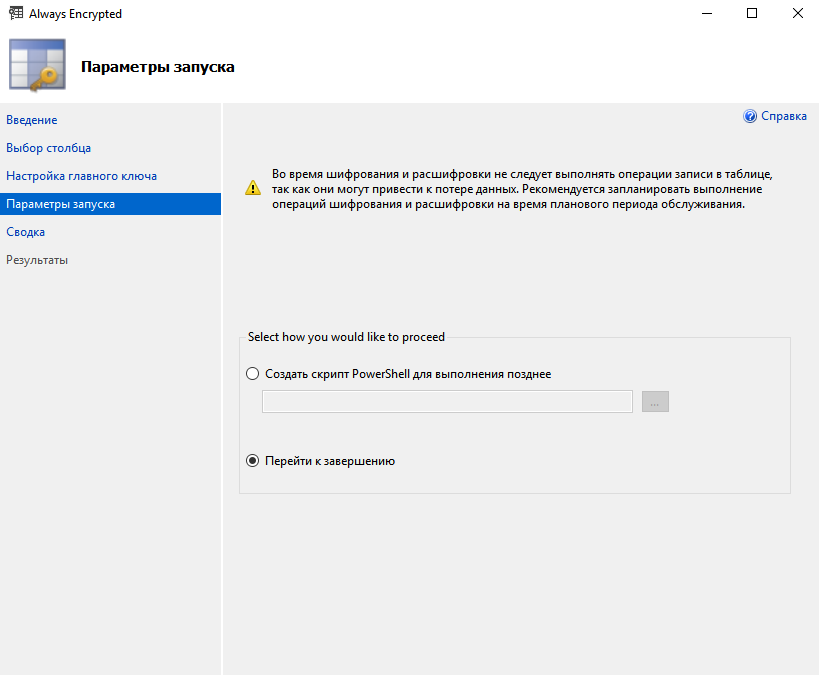 Always Encrypted
Параметры запуска
Введение
Выбор столбца
Настройка главного ключа
Параметры запуска
Сводка
Результаты
Справка
Во время шифрования и расшифровки не следует выполнять операции записи в таблице,
так как они могут привести к потере данных. Рекомендуется запланировать выполнение
операций шифрования и расшифровки на время планового периода обслуживания.
Select how you would like to proceed
Создать скрипт PowerShell для выполнения позднее
...
Перейти к завершению